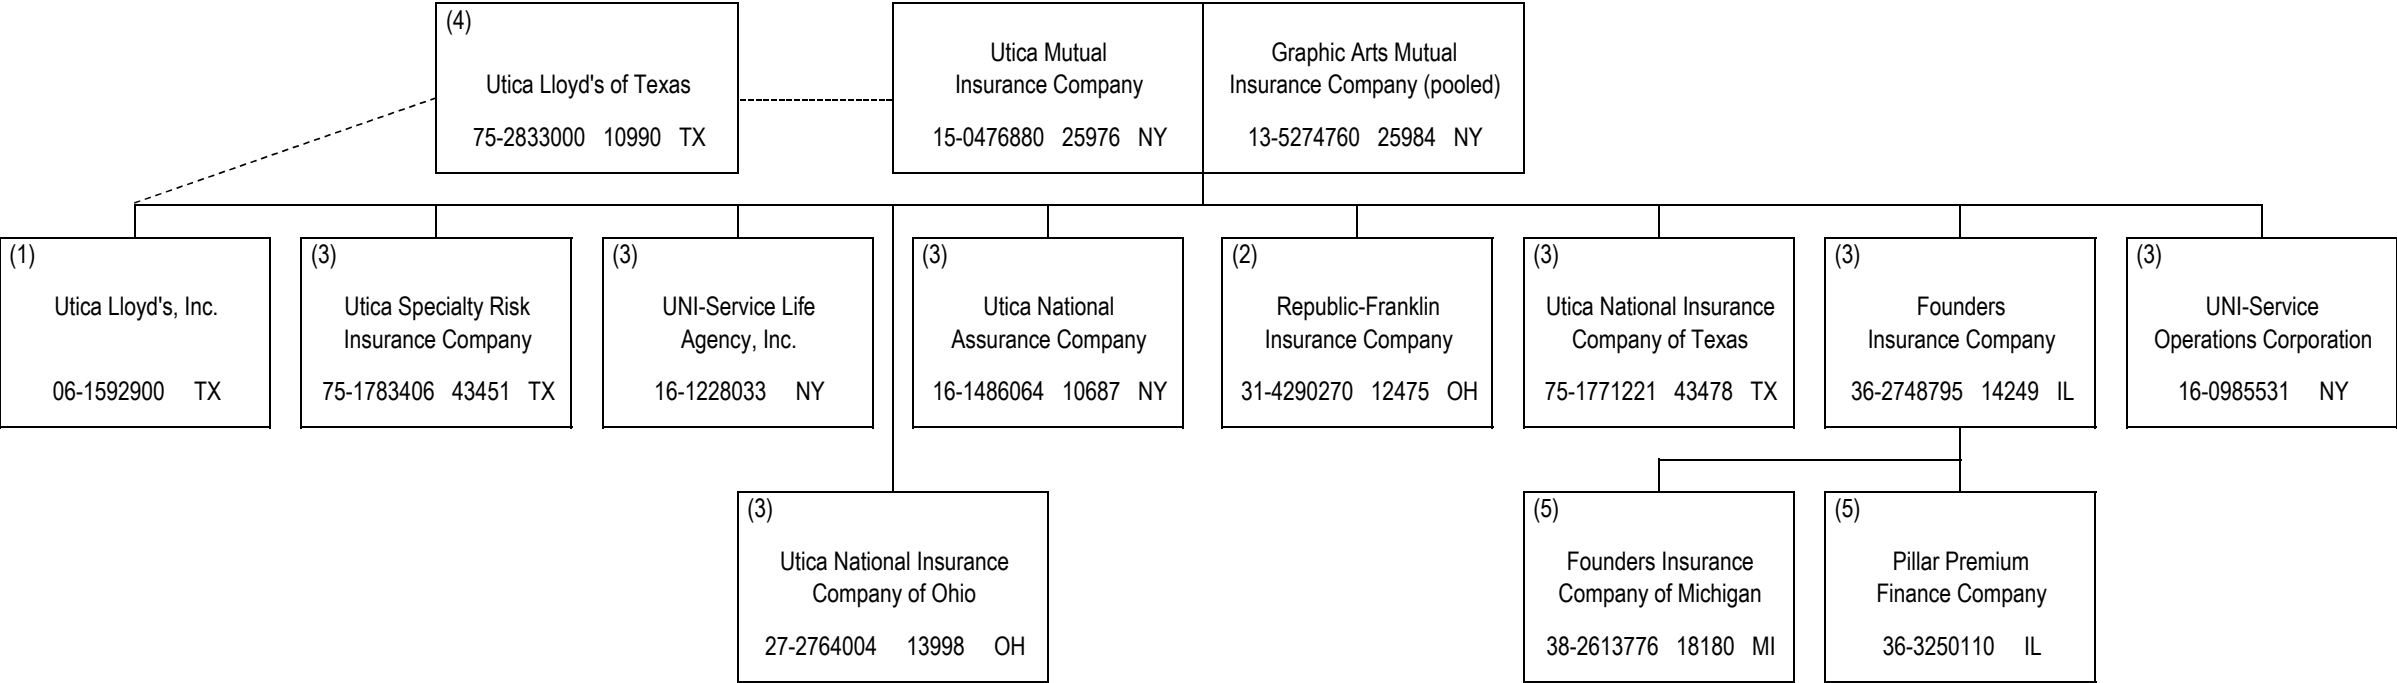 (4)
Utica Lloyd's of Texas
75-2833000 10990 TX
Utica Mutual
Insurance Company
15-0476880 25976 NY
Graphic Arts Mutual
Insurance Company (pooled)
13-5274760 25984 NY
(1)
Utica Lloyd's, Inc.
06-1592900 TX
(3)
Utica Specialty Risk
Insurance Company
75-1783406 43451 TX
(3)
UNI-Service Life
Agency, Inc.
16-1228033 NY
(3)
Utica National
Assurance Company
16-1486064 10687 NY
(2)
Republic-Franklin
Insurance Company
31-4290270 12475 OH
(3)
Utica National Insurance
Company of Texas
75-1771221 43478 TX
(3)
Founders
Insurance Company
36-2748795 14249 IL
(3)
UNI-Service
Operations Corporation
16-0985531 NY
(3)
Utica National Insurance
Company of Ohio
27-2764004 13998 OH
(5)
Founders Insurance
Company of Michigan
38-2613776 18180 MI
(5)
Pillar Premium
Finance Company
36-3250110 IL